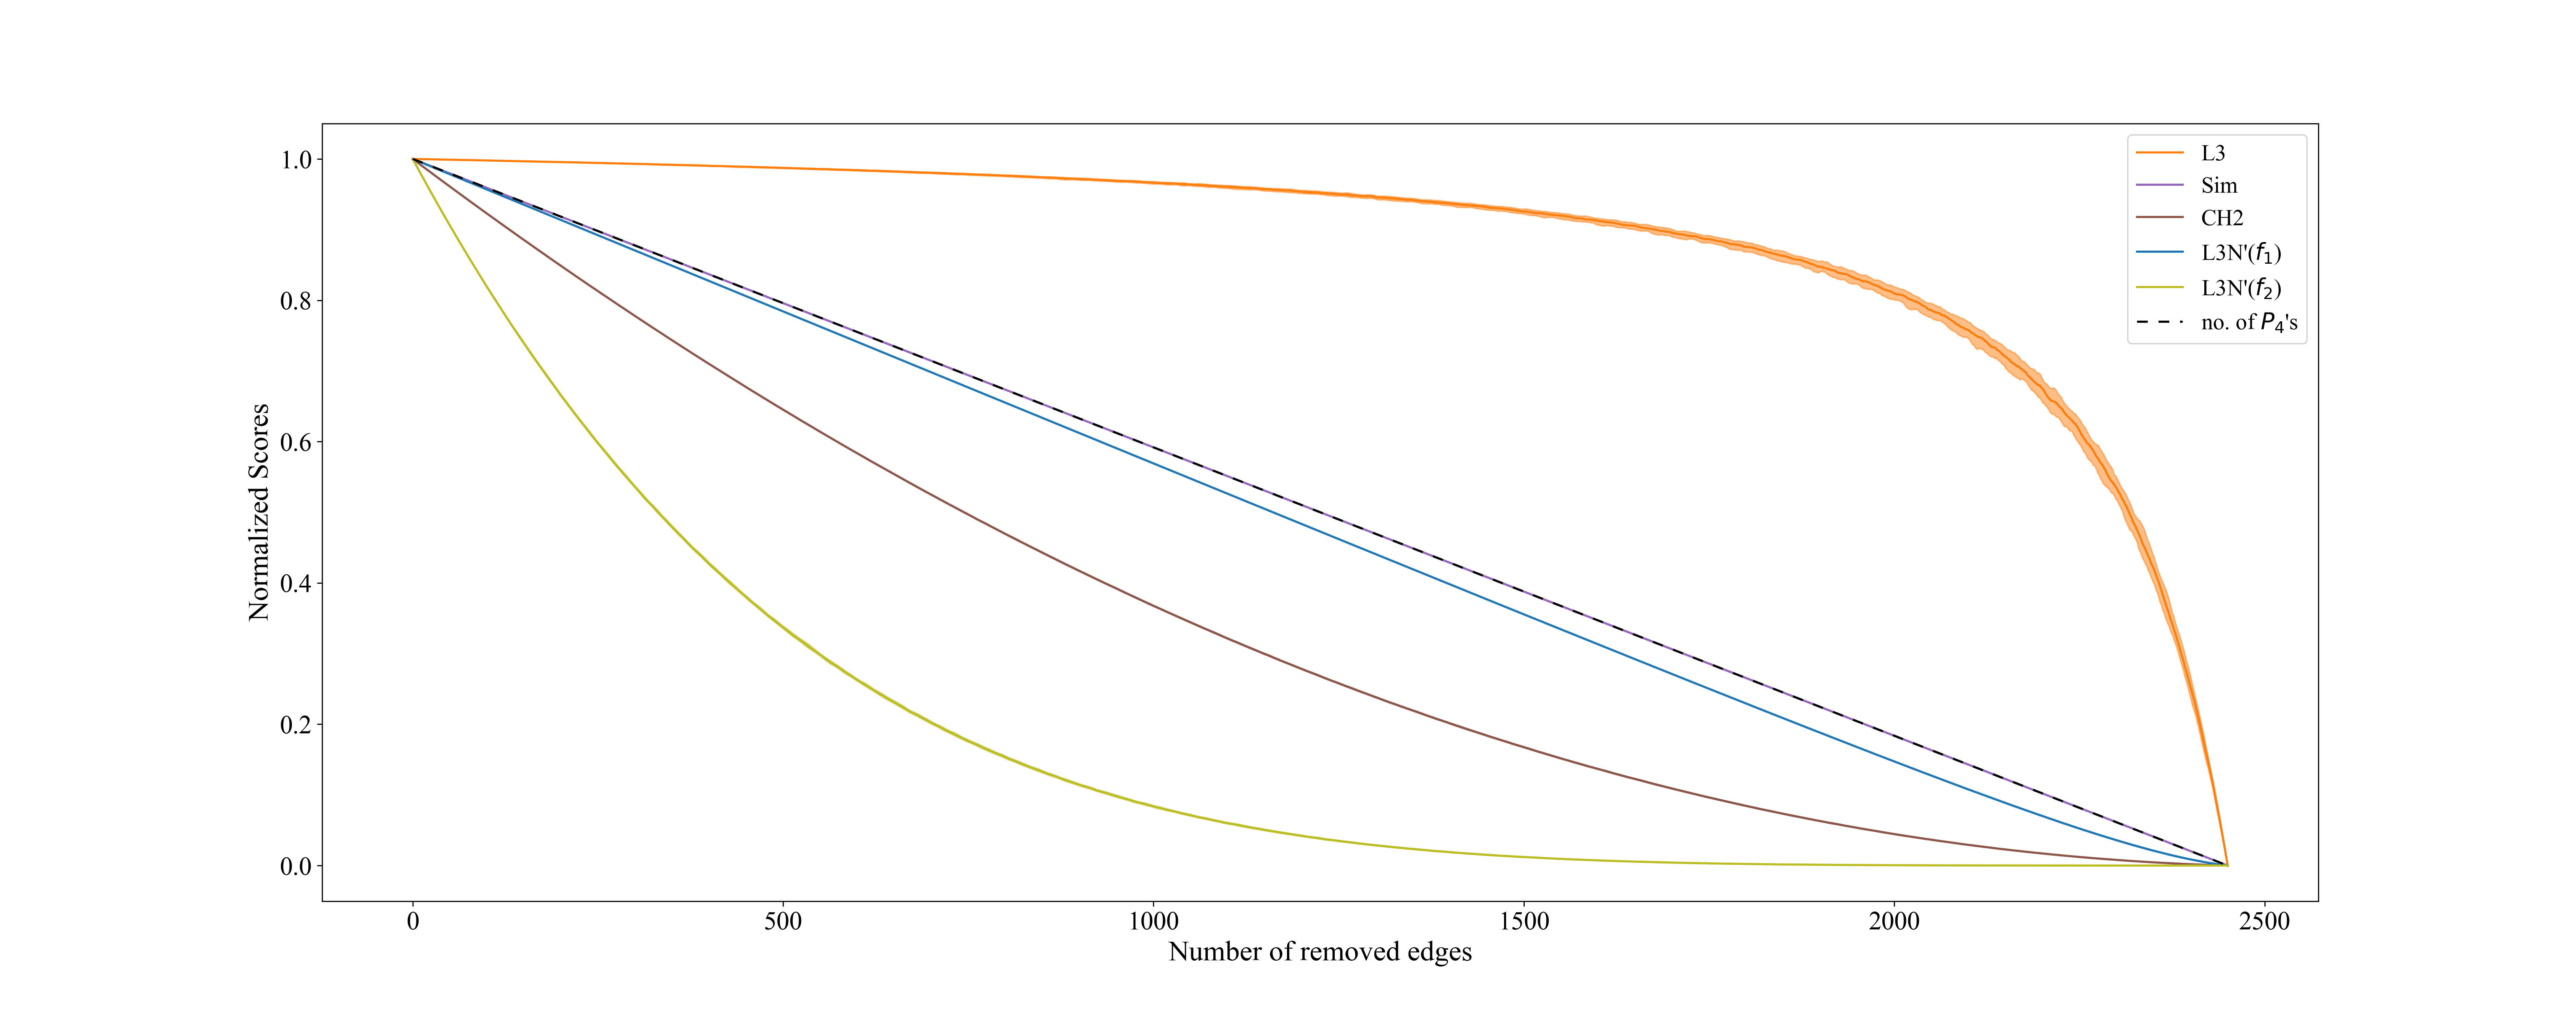 1.0
0.8
0.6
0.4
0.2
0.0
Normalized Scores
0
500
1000
1500
2000
2500
Number of removed edges
L3
Sim
CH2
L3N'(f₁)
L3N'(f₂)
no. of P₄'s